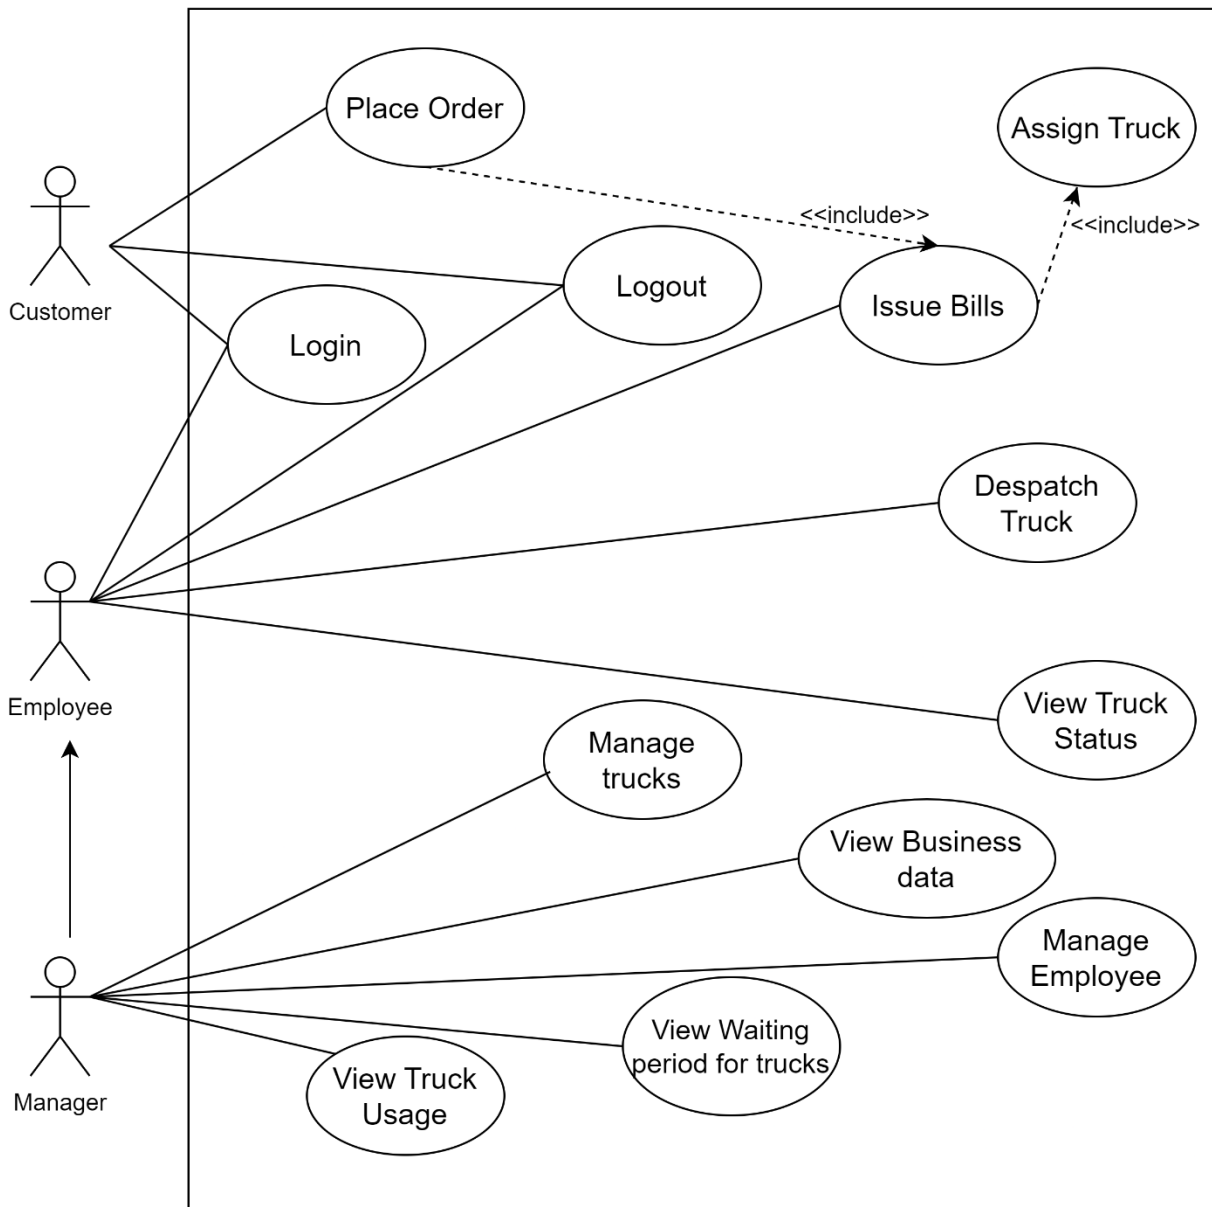 Place Order
Assign Truck
<<include>>
<<include>>
Logout
Issue Bills
Customer
Login
Despatch
Truck
Employee
View Truck
Status
Manage
trucks
View Business
data
Manage
Employee
View Waiting
period for trucks
View Truck
Usage
Manager